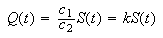 Q(t) = c₁/c₂ S(t) = kS(t)